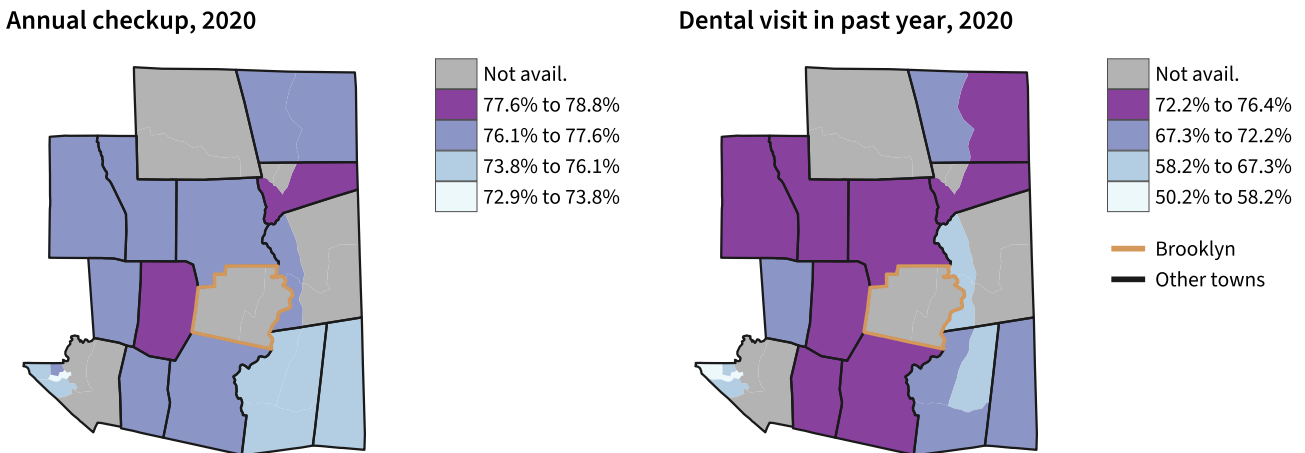 Annual checkup, 2020
Not avail.
77.6% to 78.8%
76.1% to 77.6%
73.8% to 76.1%
72.9% to 73.8%
Dental visit in past year, 2020
Not avail.
72.2% to 76.4%
67.3% to 72.2%
58.2% to 67.3%
50.2% to 58.2%
Brooklyn
Other towns